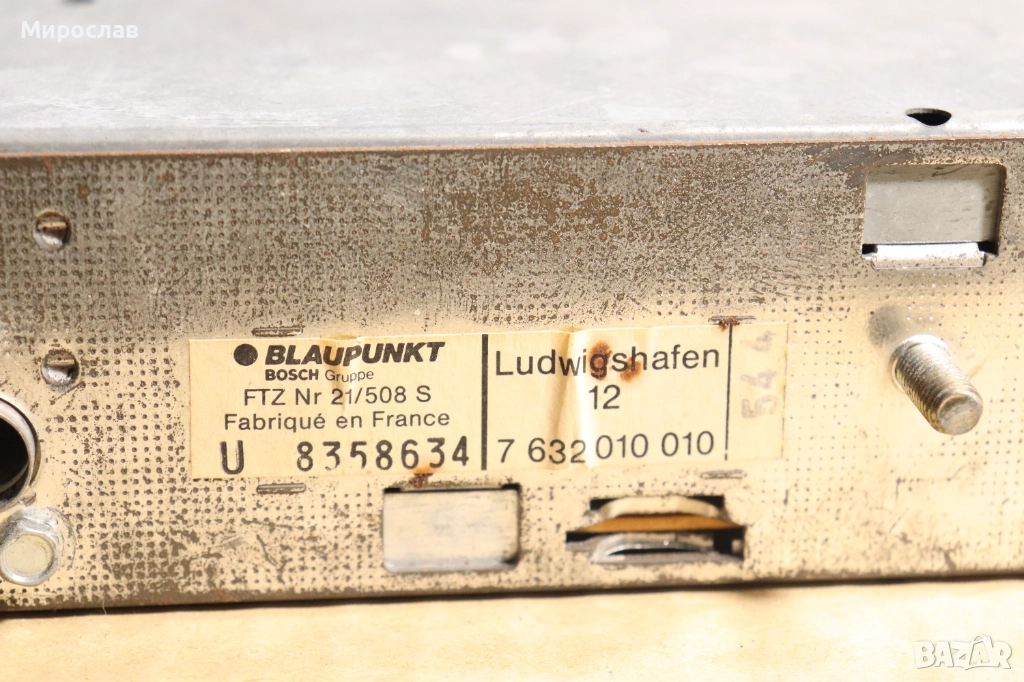 Мирослав
BLAUPUNKT
BOSCH Gruppe
FTZ Nr 21/508 S
Fabriqué en France
U 8358634
Ludwigshafen
12
7 632 010 010
544
BAZAR